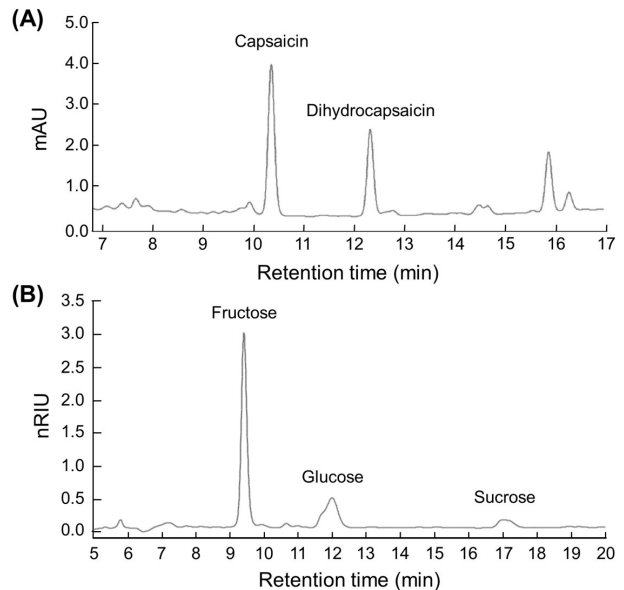 (A)
5.0
4.0
3.0
2.0
1.0
0.0
mAU
Capsaicin
Dihydrocapsaicin
7 8 9 10 11 12 13 14 15 16 17
Retention time (min)
(B)
3.5
3.0
2.5
2.0
1.5
1.0
0.5
0.0
nRIU
Fructose
Glucose
Sucrose
5 6 7 8 9 10 11 12 13 14 15 16 17 18 19 20
Retention time (min)